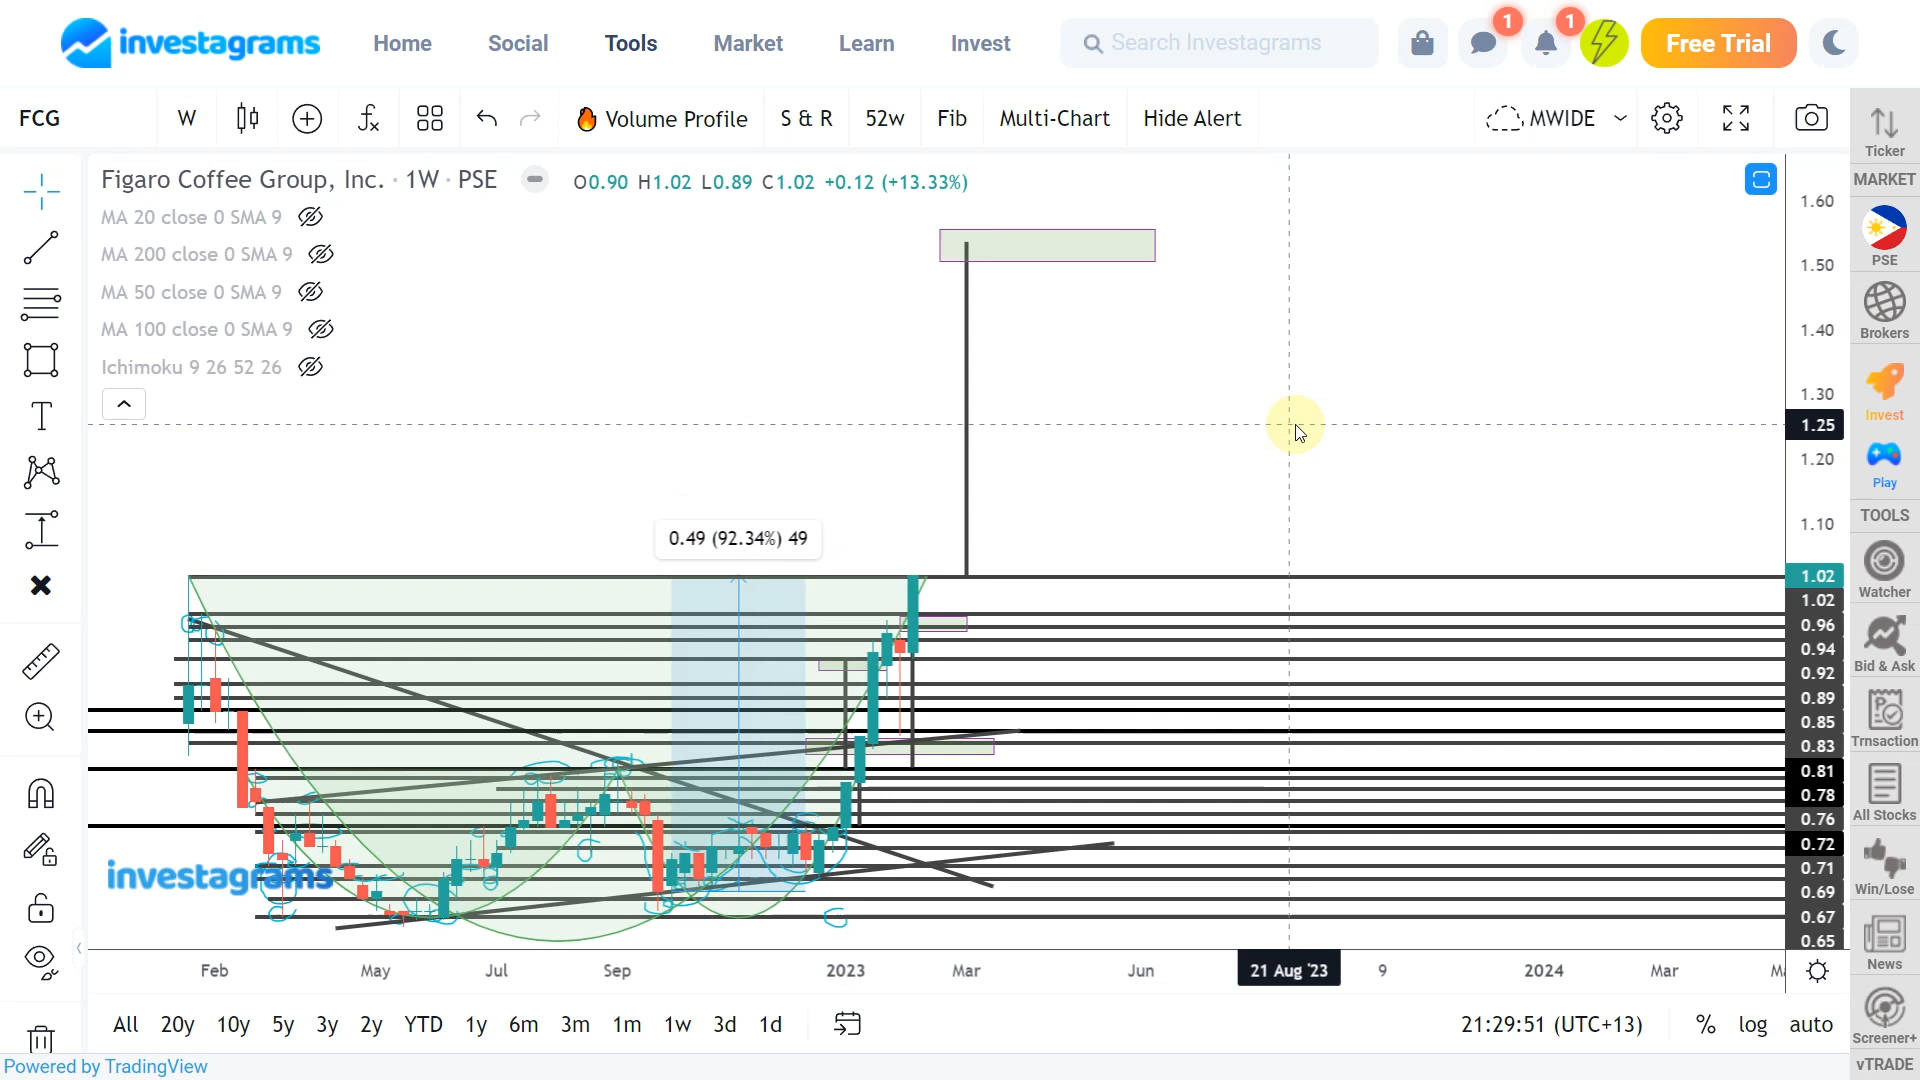 investagrams Home Social Tools Market Learn Invest Search Investagrams 1 1 Free Trial
FCG W Volume Profile S & R 52w Fib Multi-Chart Hide Alert MWIDE
Figaro Coffee Group, Inc. · 1W · PSE O0.90 H1.02 L0.89 C1.02 +0.12 (+13.33%)
MA 20 close 0 SMA 9
MA 200 close 0 SMA 9
MA 50 close 0 SMA 9
MA 100 close 0 SMA 9
Ichimoku 9 26 52 26
0.49 (92.34%) 49
investagrams
1.60
1.50
1.40
1.30
1.25
1.20
1.10
1.02
1.02
0.96
0.94
0.92
0.89
0.85
0.83
0.81
0.78
0.76
0.72
0.71
0.69
0.67
0.65
Feb May Jul Sep 2023 Mar Jun 21 Aug '23 9 2024 Mar
All 20y 10y 5y 3y 2y YTD 1y 6m 3m 1m 1w 3d 1d 21:29:51 (UTC+13) % log auto
Powered by TradingView
Ticker
MARKET
PSE
Brokers
Invest
Play
TOOLS
Watcher
Bid & Ask
Trnsaction
All Stocks
Win/Lose
News
Screener+
vTRADE